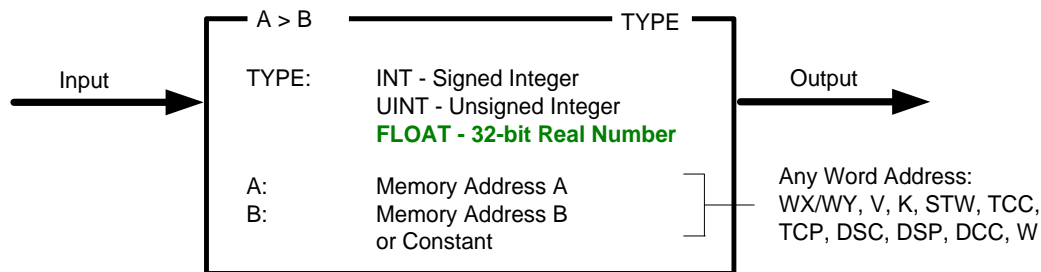 A > B TYPE
Input
TYPE: INT - Signed Integer
UINT - Unsigned Integer
FLOAT - 32-bit Real Number
Output
A: Memory Address A
B: Memory Address B
or Constant
Any Word Address:
WX/WY, V, K, STW, TCC,
TCP, DSC, DSP, DCC, W